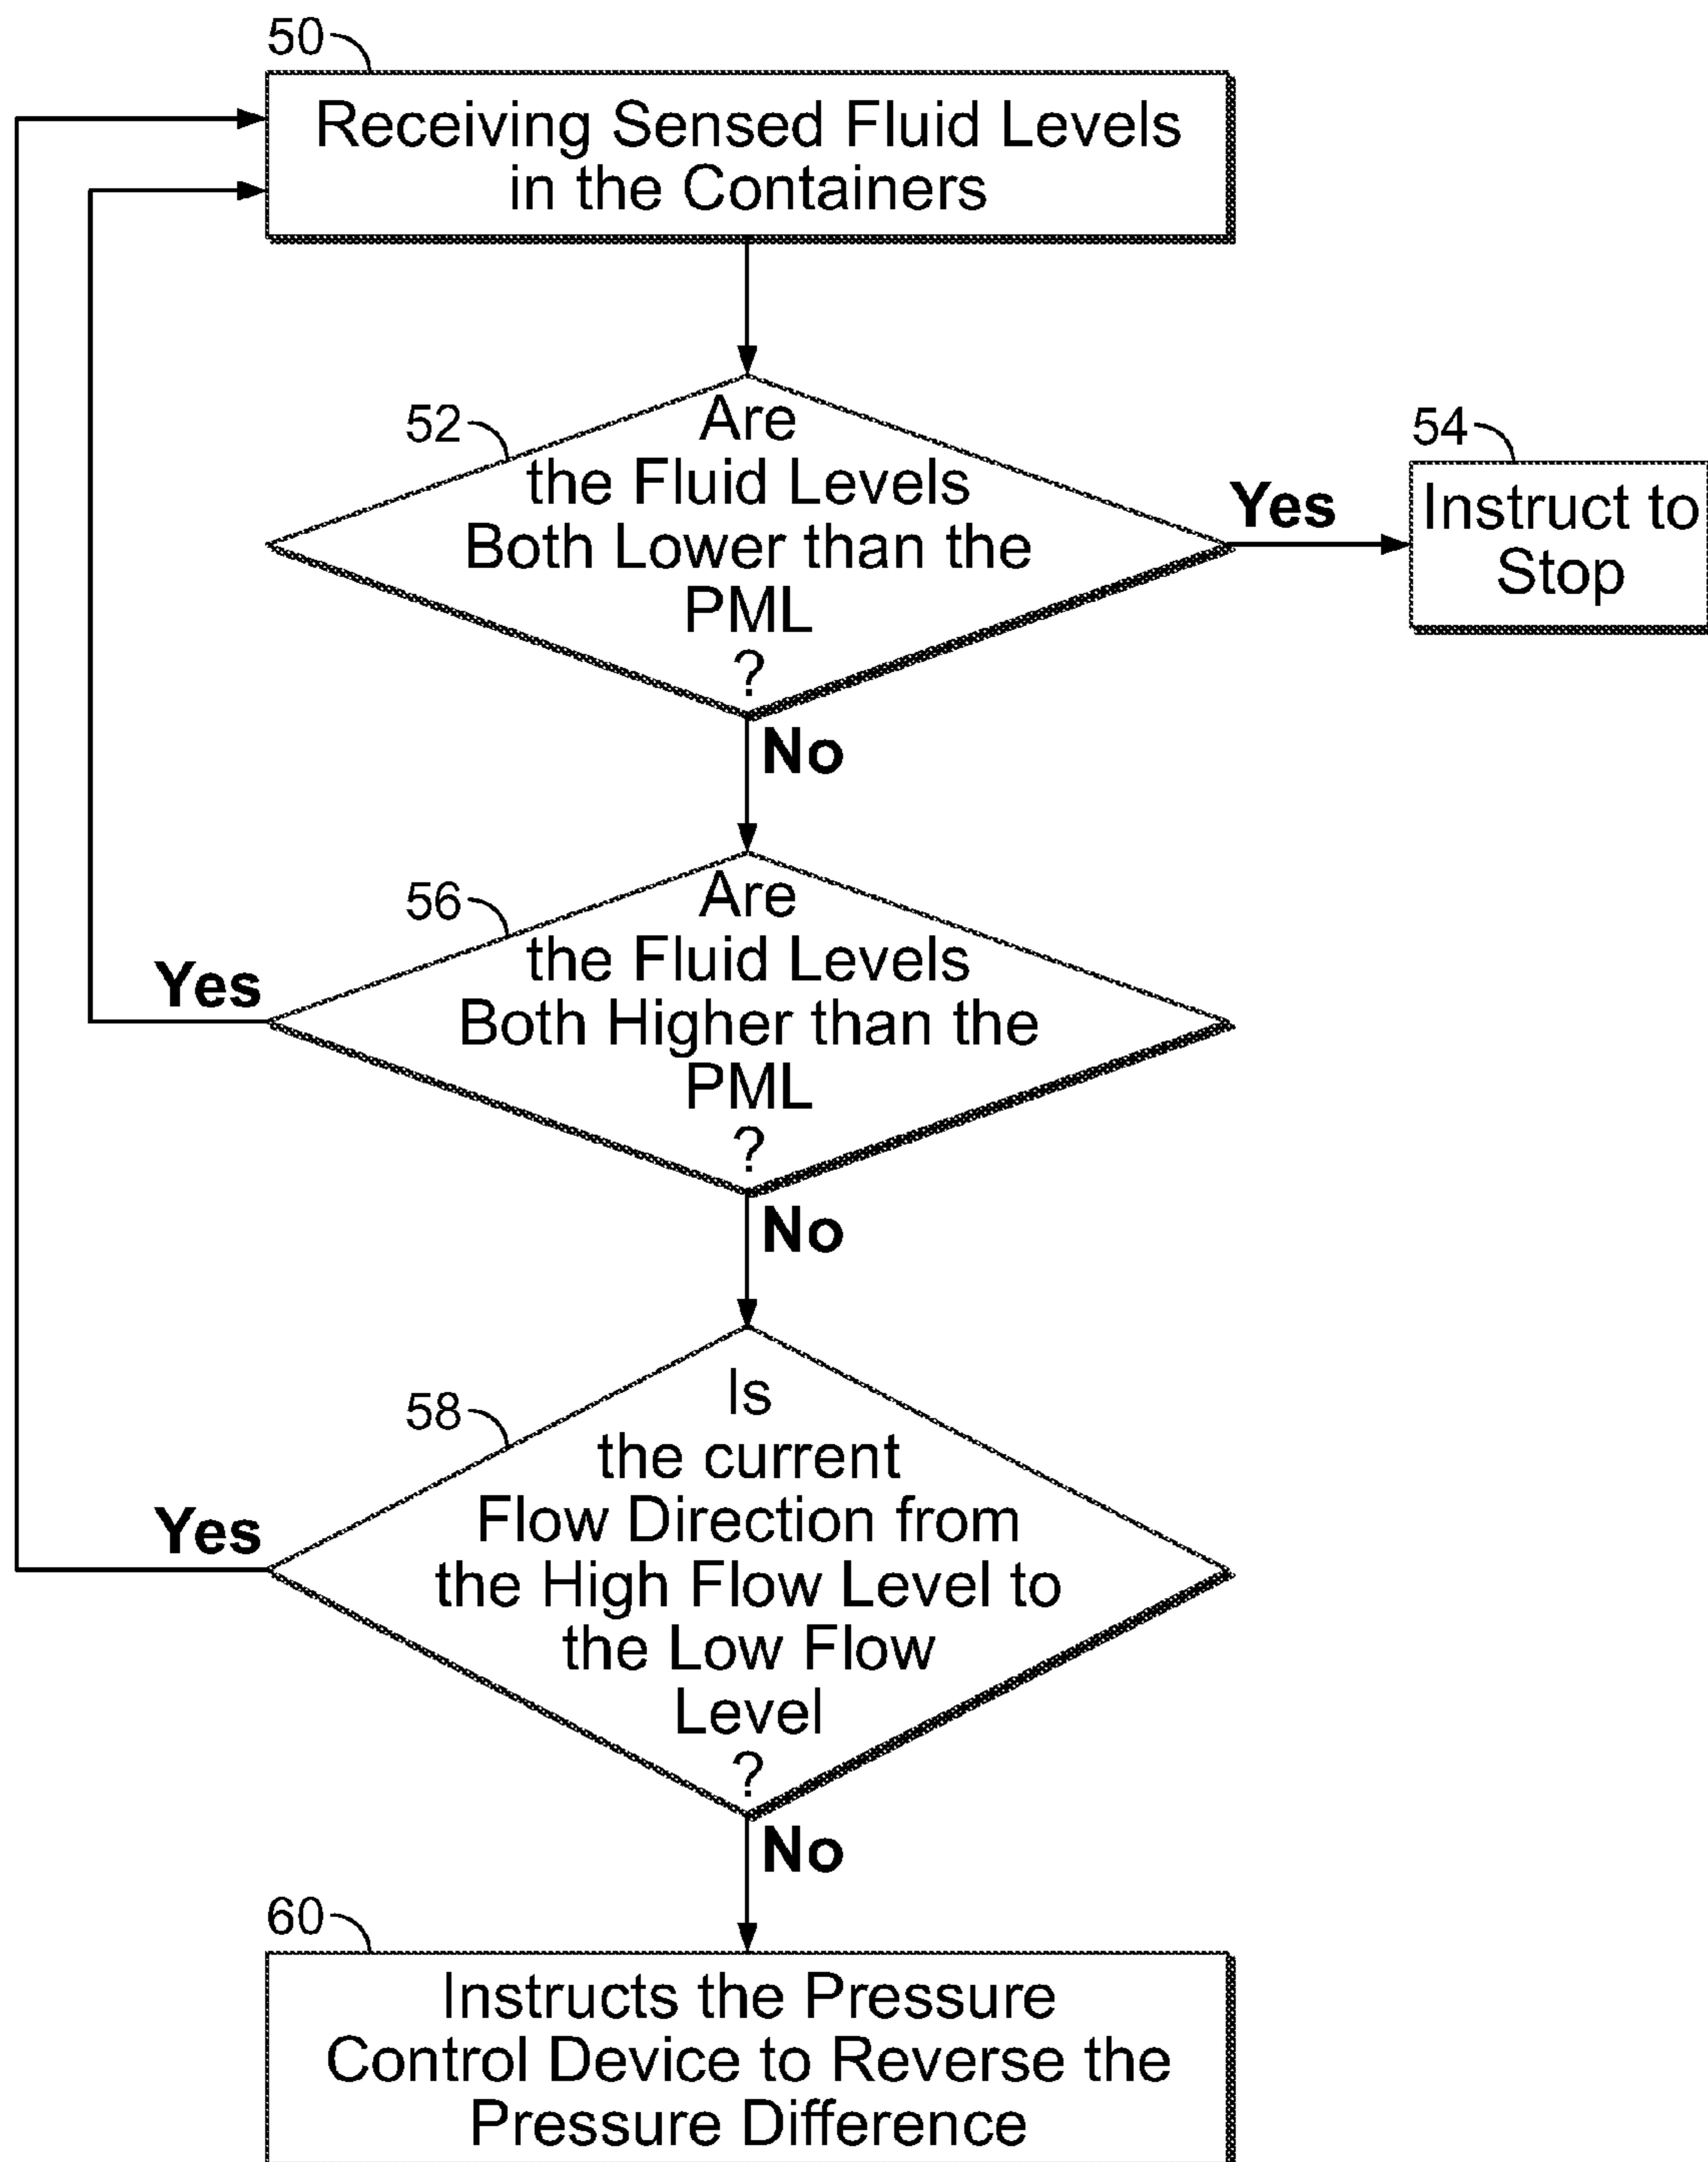 50
Receiving Sensed Fluid Levels
in the Containers
52
Are
the Fluid Levels
Both Lower than the
PML
?
Yes
54
Instruct to
Stop
No
56
Are
the Fluid Levels
Both Higher than the
PML
?
Yes
No
58
Is
the current
Flow Direction from
the High Flow Level to
the Low Flow
Level
?
Yes
No
60
Instructs the Pressure
Control Device to Reverse the
Pressure Difference